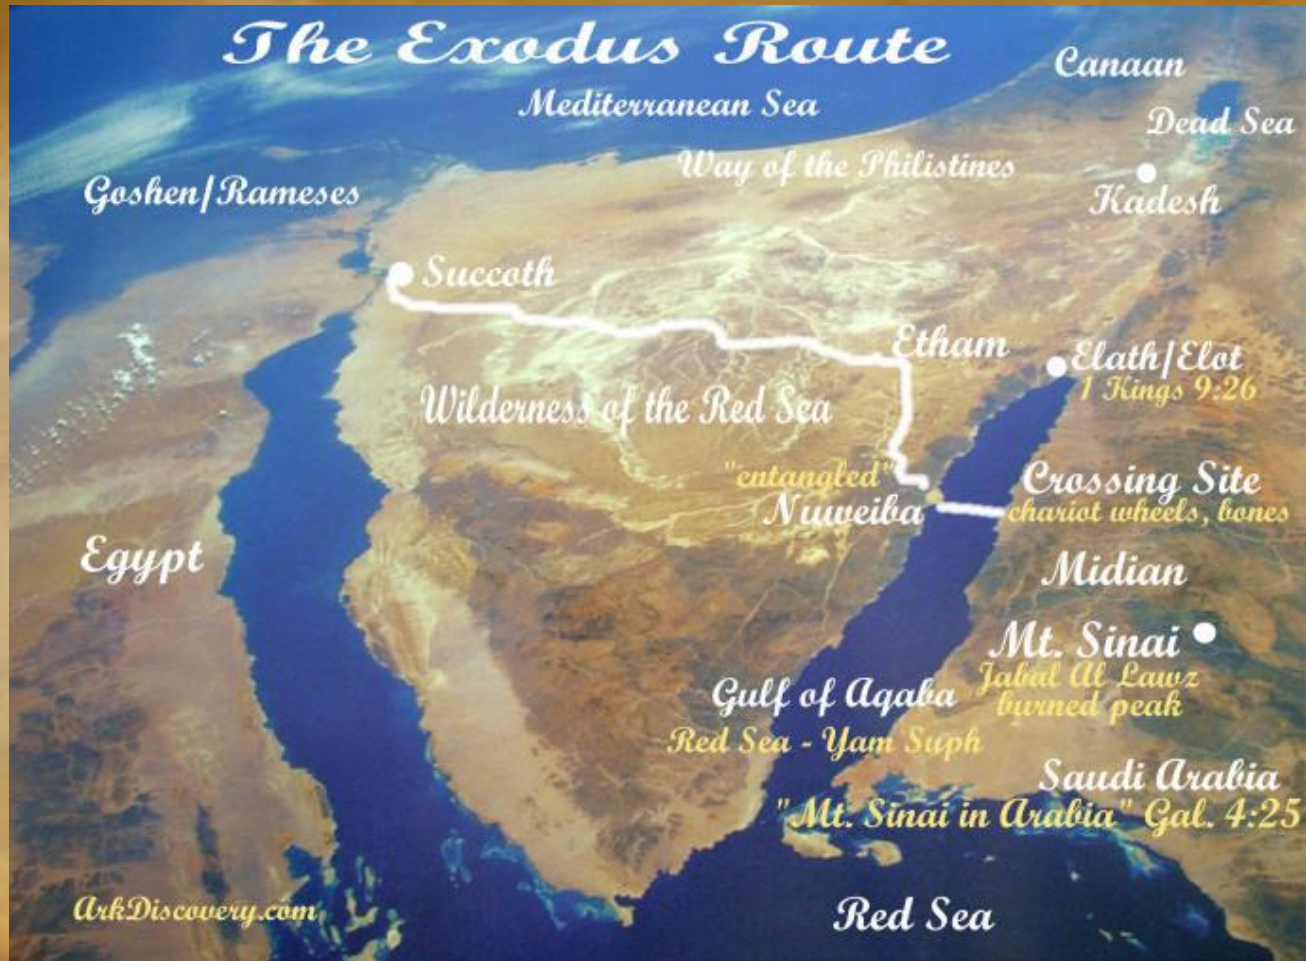 The Exodus Route
Canaan
Mediterranean Sea
Dead Sea
Way of the Philistines
Goshen/Rameses
Kadesh
Succoth
Etham
Elath/Elot
1 Kings 9:26
Wilderness of the Red Sea
"entangled"
Nuweiba
Crossing Site
chariot wheels, bones
Egypt
Midian
Mt. Sinai
Jabal Al Lawz
burned peak
Gulf of Aqaba
Red Sea - Yam Suph
Saudi Arabia
"Mt. Sinai in Arabia" Gal. 4:25
ArkDiscovery.com
Red Sea